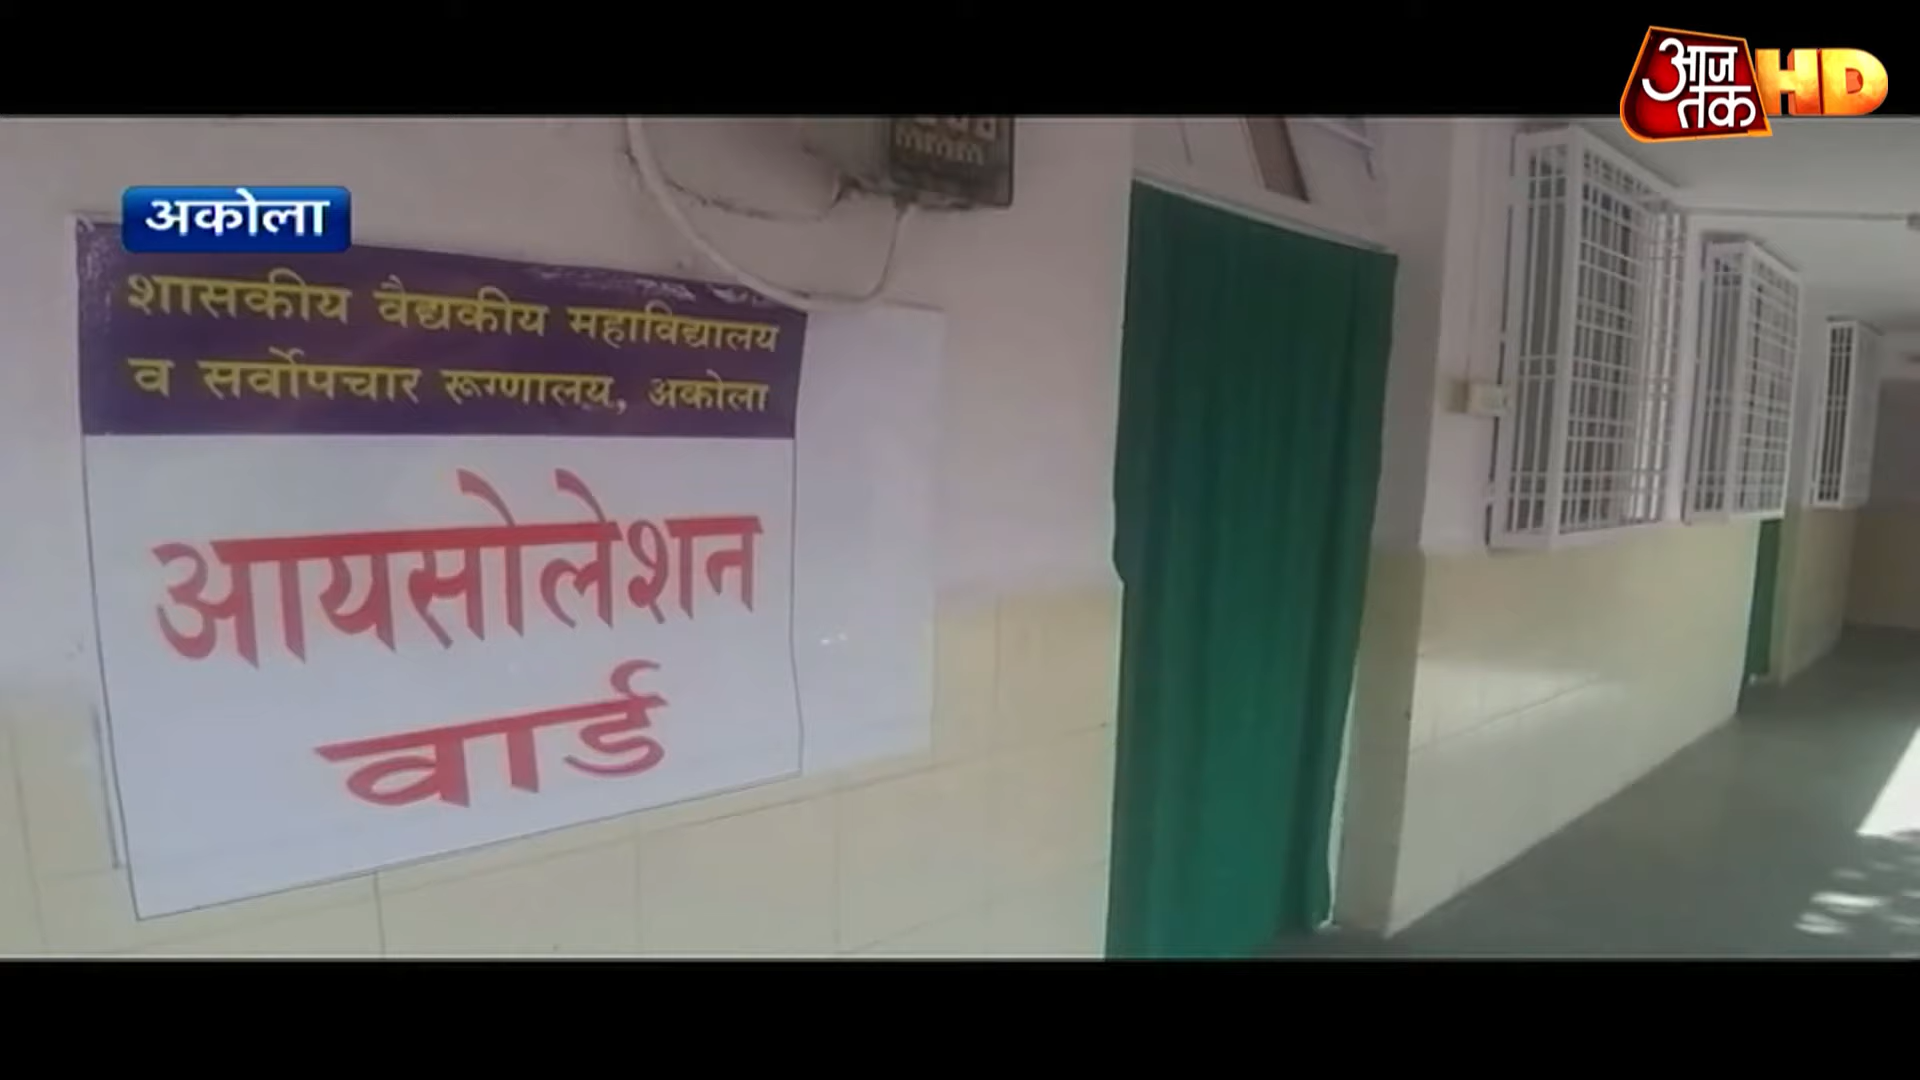 आज
तक HD
अकोला
शासकीय वैद्यकीय महाविद्यालय
व सर्वोपचार रूग्णालय, अकोला
आयसोलेशन
वार्ड